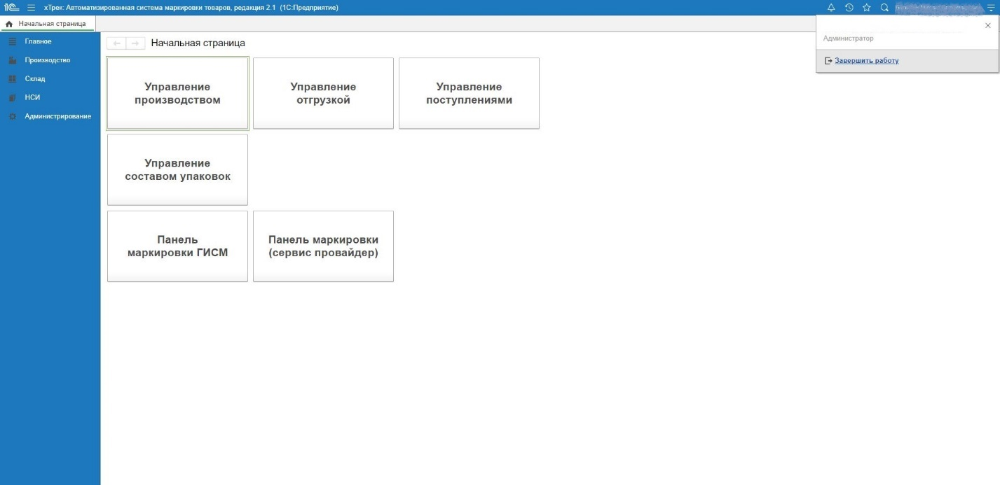 1С хТрек: Автоматизированная система маркировки товаров, редакция 2.1 (1С:Предприятие)
Начальная страница
Администратор
Завершить работу
Главное
Производство
Склад
НСИ
Администрирование
Начальная страница
Управление
производством
Управление
отгрузкой
Управление
поступлениями
Управление
составом упаковок
Панель
маркировки ГИСМ
Панель маркировки
(сервис провайдер)